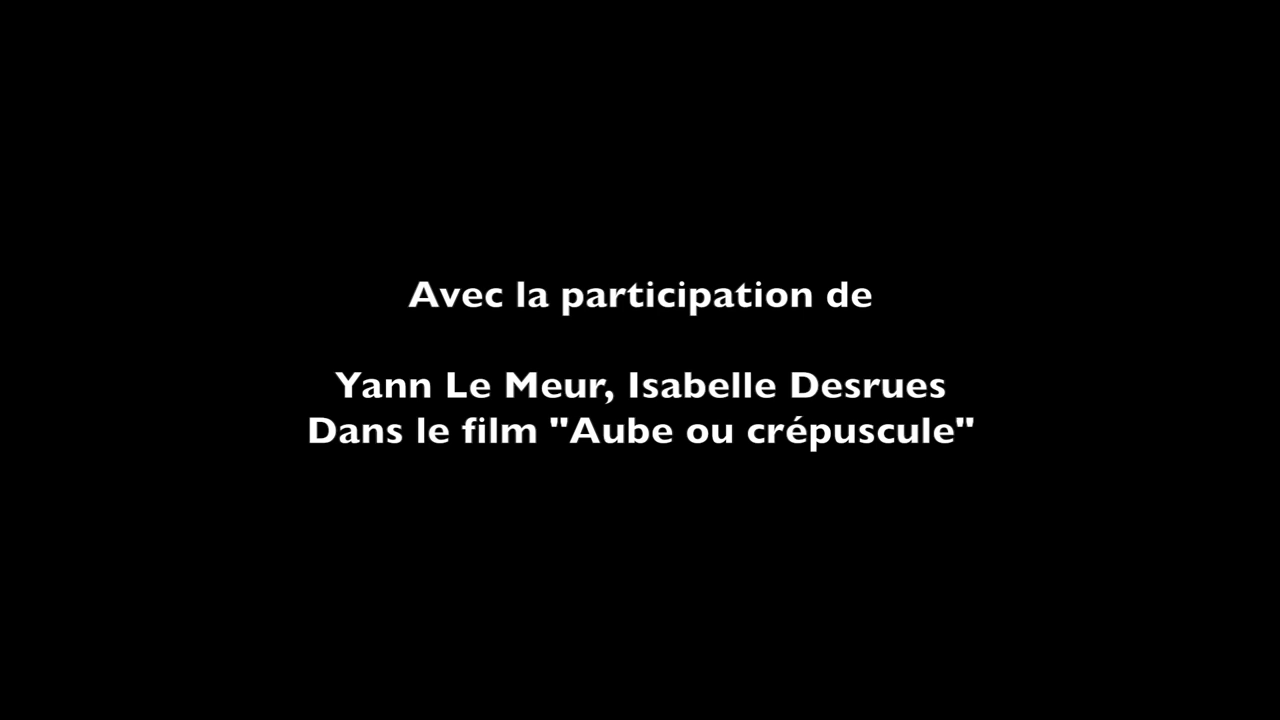 Avec la participation de
Yann Le Meur, Isabelle Desrues
Dans le film "Aube ou crépuscule"